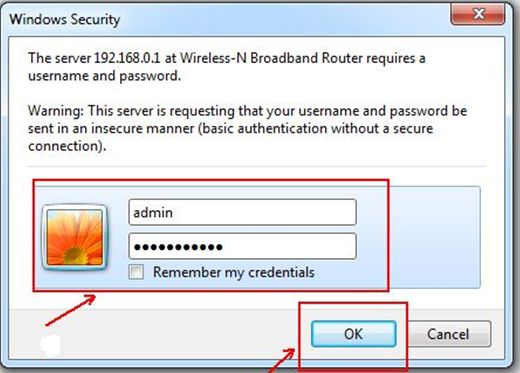 Windows Security
The server 192.168.0.1 at Wireless-N Broadband Router requires a
username and password.
Warning: This server is requesting that your username and password be
sent in an insecure manner (basic authentication without a secure
connection).
admin
●●●●●●●●●●●
Remember my credentials
OK
Cancel